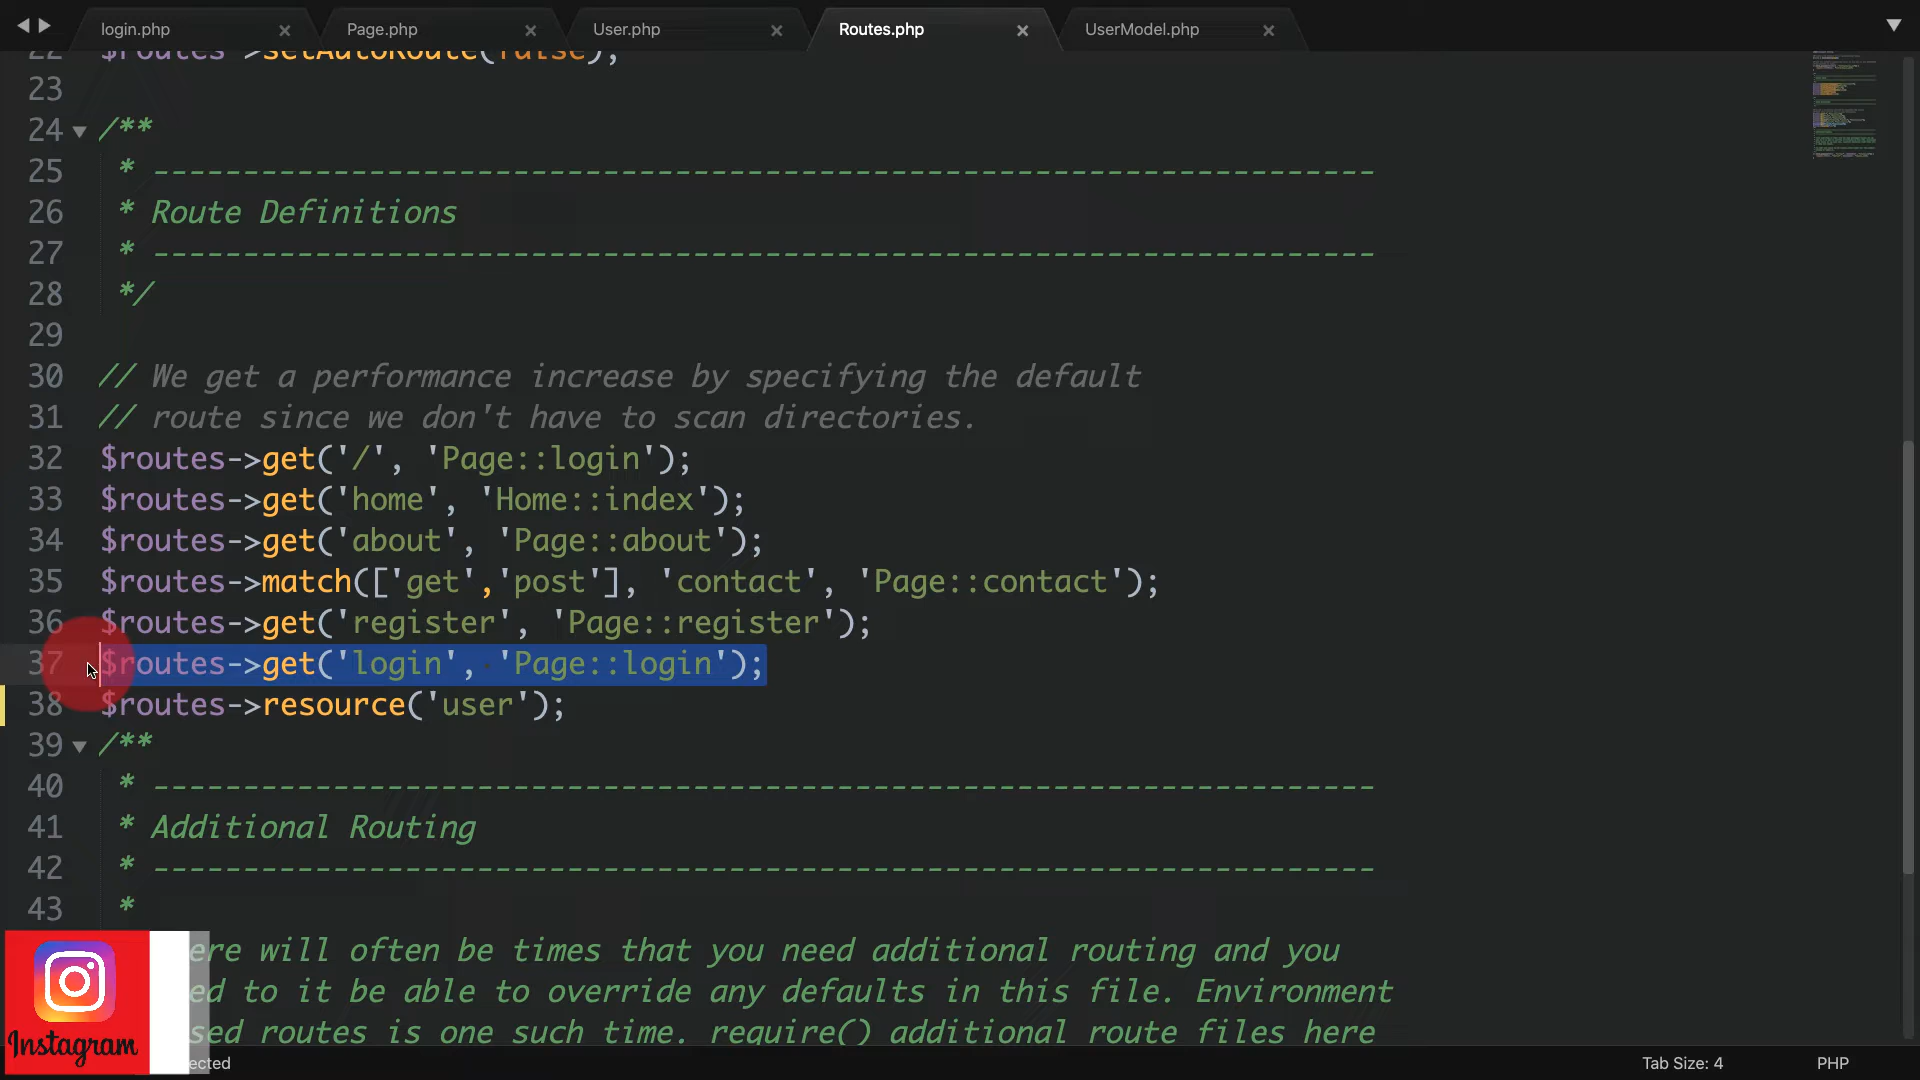 login.php × Page.php × User.php × Routes.php × UserModel.php ×
22 $routes->setAutoRoute(false);
23
24 /**
25 * --------------------------------------------------------------------
26 * Route Definitions
27 * --------------------------------------------------------------------
28 */
29
30 // We get a performance increase by specifying the default
31 // route since we don't have to scan directories.
32 $routes->get('/', 'Page::login');
33 $routes->get('home', 'Home::index');
34 $routes->get('about', 'Page::about');
35 $routes->match(['get','post'], 'contact', 'Page::contact');
36 $routes->get('register', 'Page::register');
37 $routes->get('login', 'Page::login');
38 $routes->resource('user');
39 /**
40 * --------------------------------------------------------------------
41 * Additional Routing
42 * --------------------------------------------------------------------
43 *
ere will often be times that you need additional routing and you
ed to it be able to override any defaults in this file. Environment
sed routes is one such time. require() additional route files here
Instagram
ected Tab Size: 4 PHP